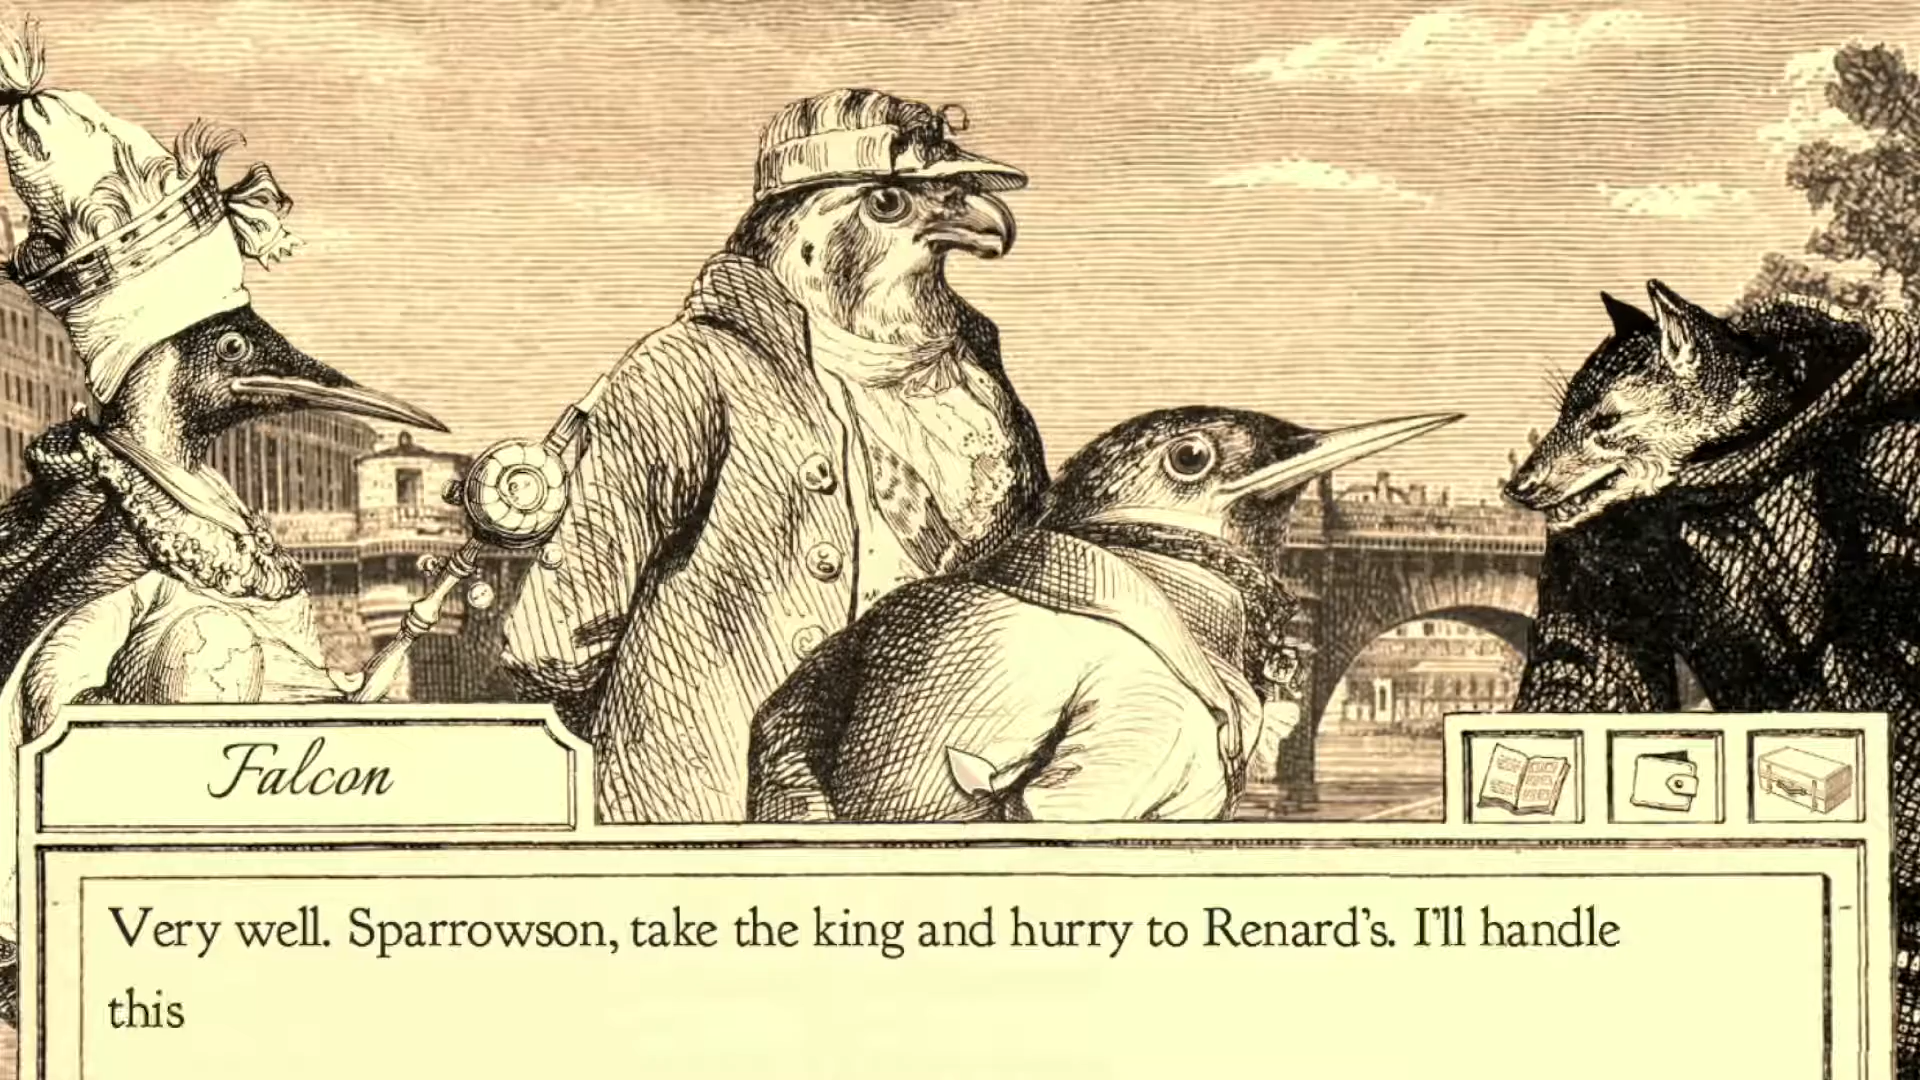 Falcon
Very well. Sparrowson, take the king and hurry to Renard's. I'll handle
this